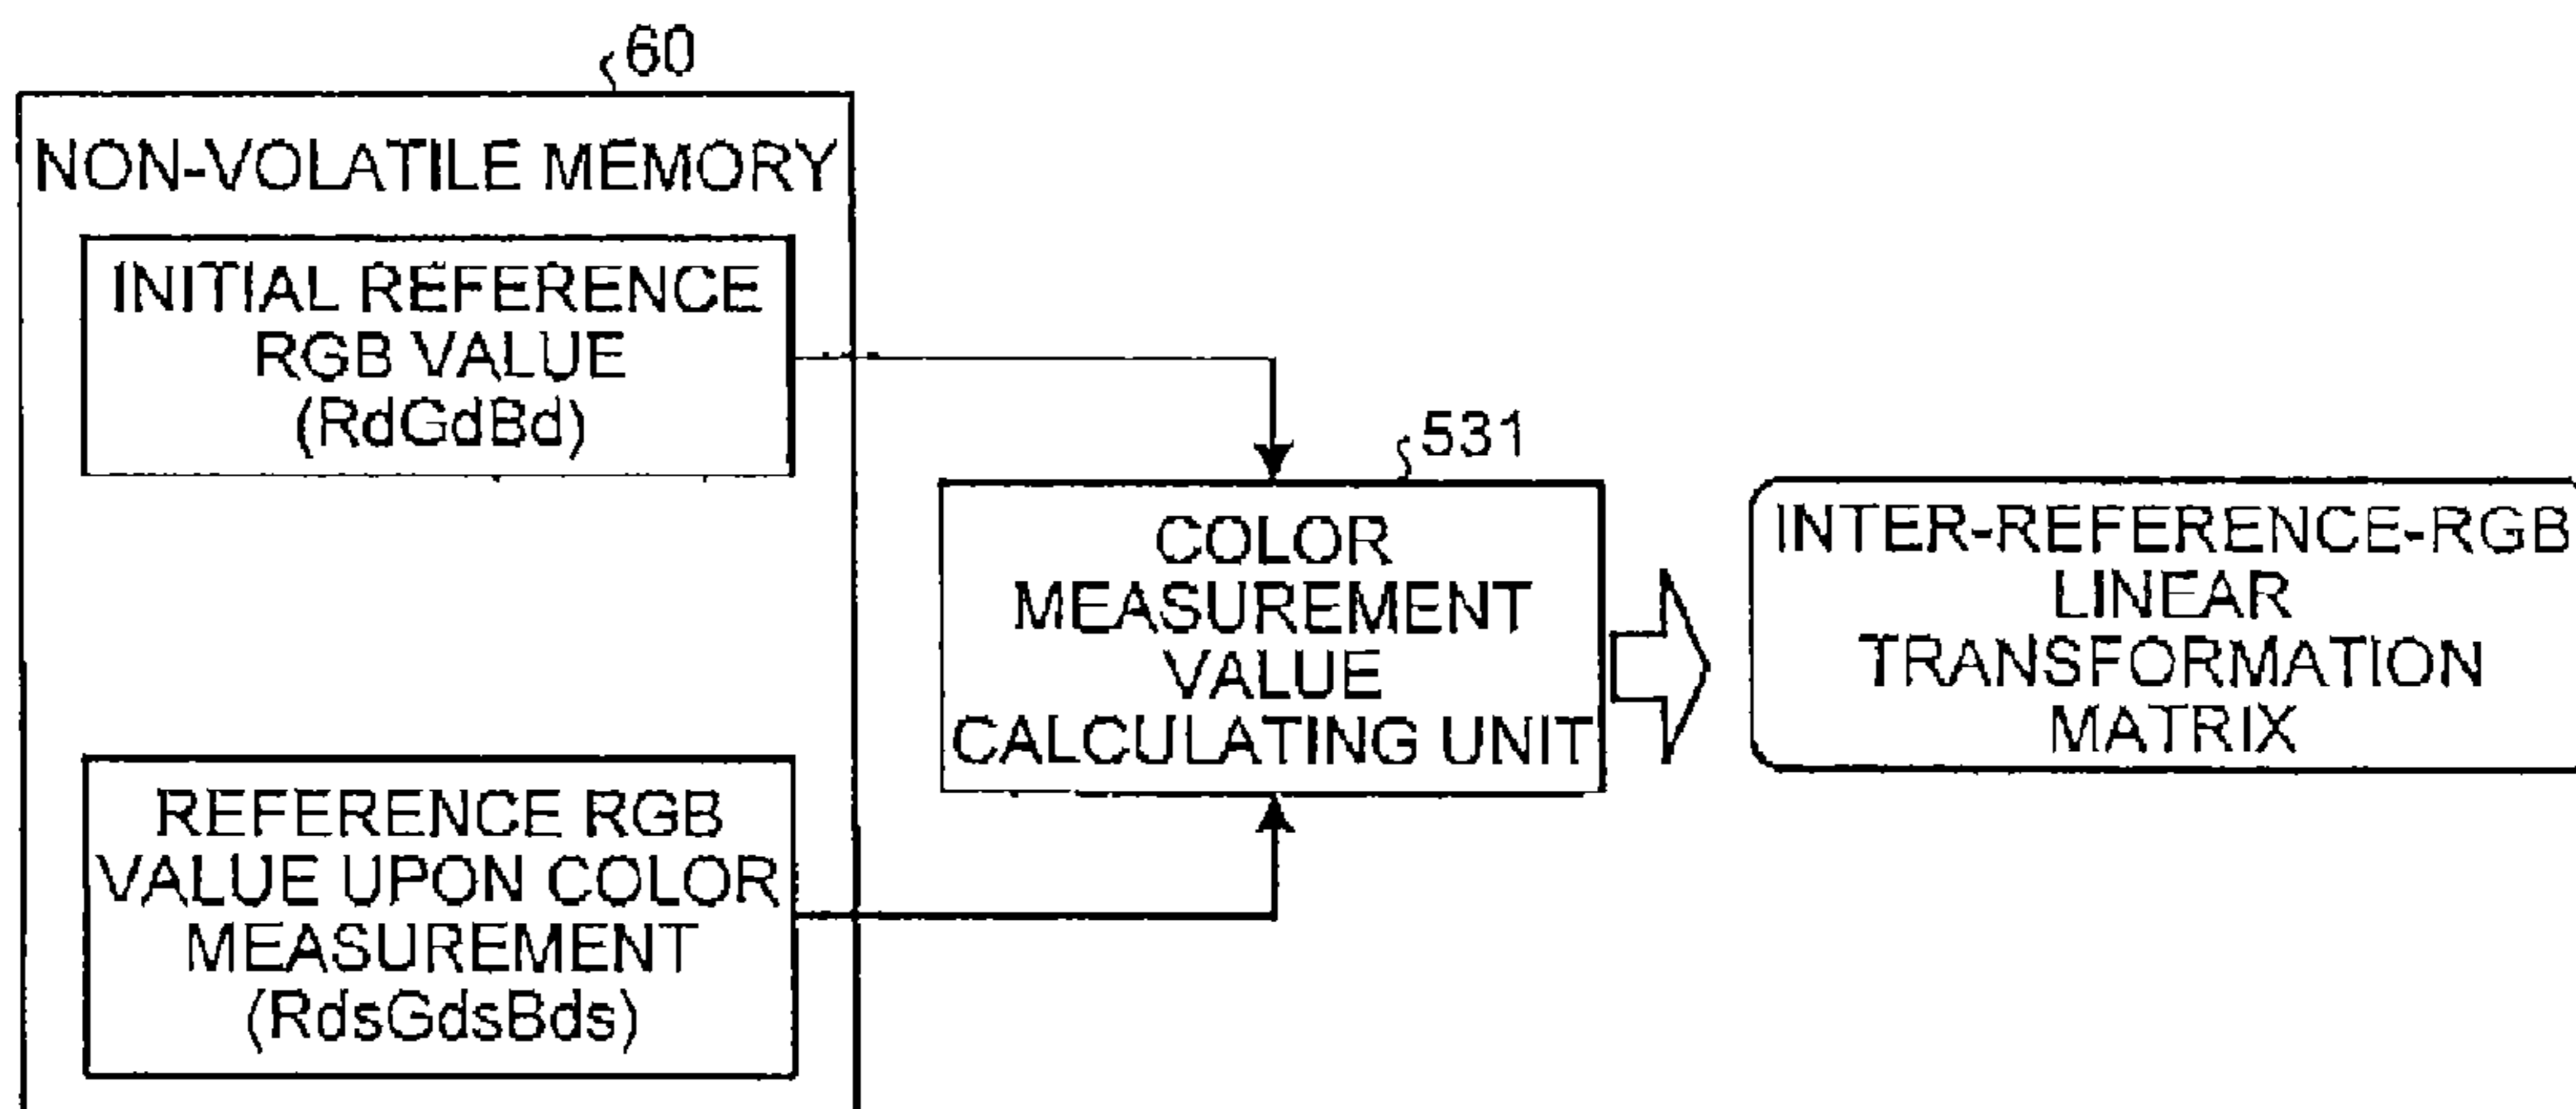 60
NON-VOLATILE MEMORY
INITIAL REFERENCE
RGB VALUE
(RdGdBd)
531
COLOR
MEASUREMENT
VALUE
CALCULATING UNIT
INTER-REFERENCE-RGB
LINEAR
TRANSFORMATION
MATRIX
REFERENCE RGB
VALUE UPON COLOR
MEASUREMENT
(RdsGdsBds)